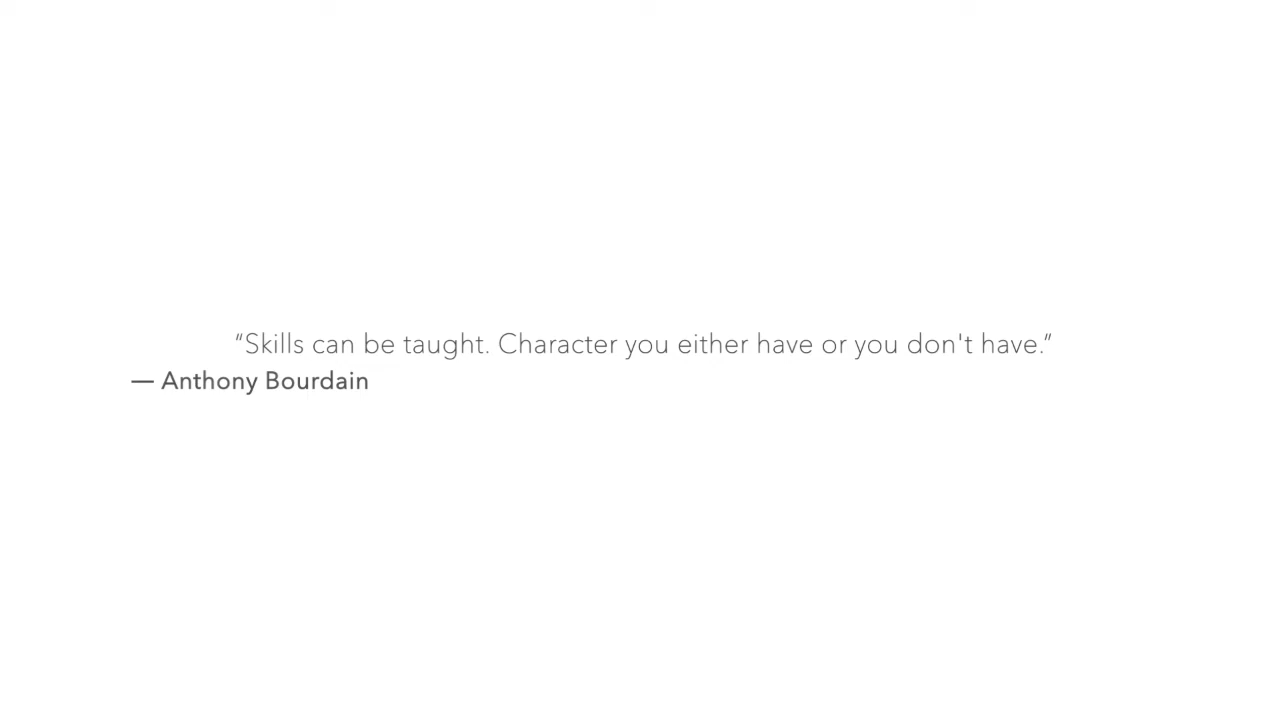 “Skills can be taught. Character you either have or you don't have.”
— Anthony Bourdain